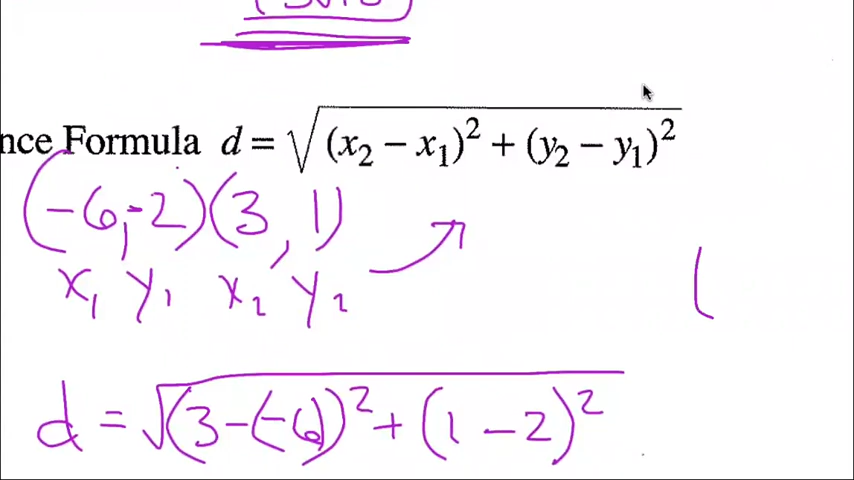 nce Formula d = √(x₂ − x₁)² + (y₂ − y₁)²
(-6,-2)(3, 1)
x₁ y₁ x₂ y₂
(
d = √(3-(-6))² + (1 - 2)²